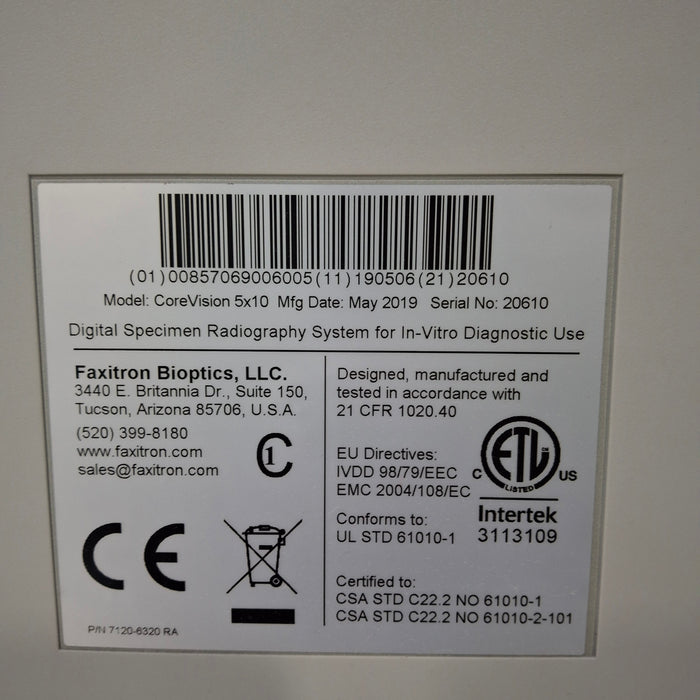 (01)00857069006005(11)190506(21)20610
Model: CoreVision 5x10 Mfg Date: May 2019 Serial No: 20610
Digital Specimen Radiography System for In-Vitro Diagnostic Use
Faxitron Bioptics, LLC.
3440 E. Britannia Dr., Suite 150,
Tucson, Arizona 85706, U.S.A.
(520) 399-8180
www.faxitron.com
sales@faxitron.com
C1
CE
P/N 7120-6320 RA
Designed, manufactured and
tested in accordance with
21 CFR 1020.40
EU Directives:
IVDD 98/79/EEC
EMC 2004/108/EC
Conforms to:
UL STD 61010-1
ETL CM
LISTED
C US
Intertek
3113109
Certified to:
CSA STD C22.2 NO 61010-1
CSA STD C22.2 NO 61010-2-101